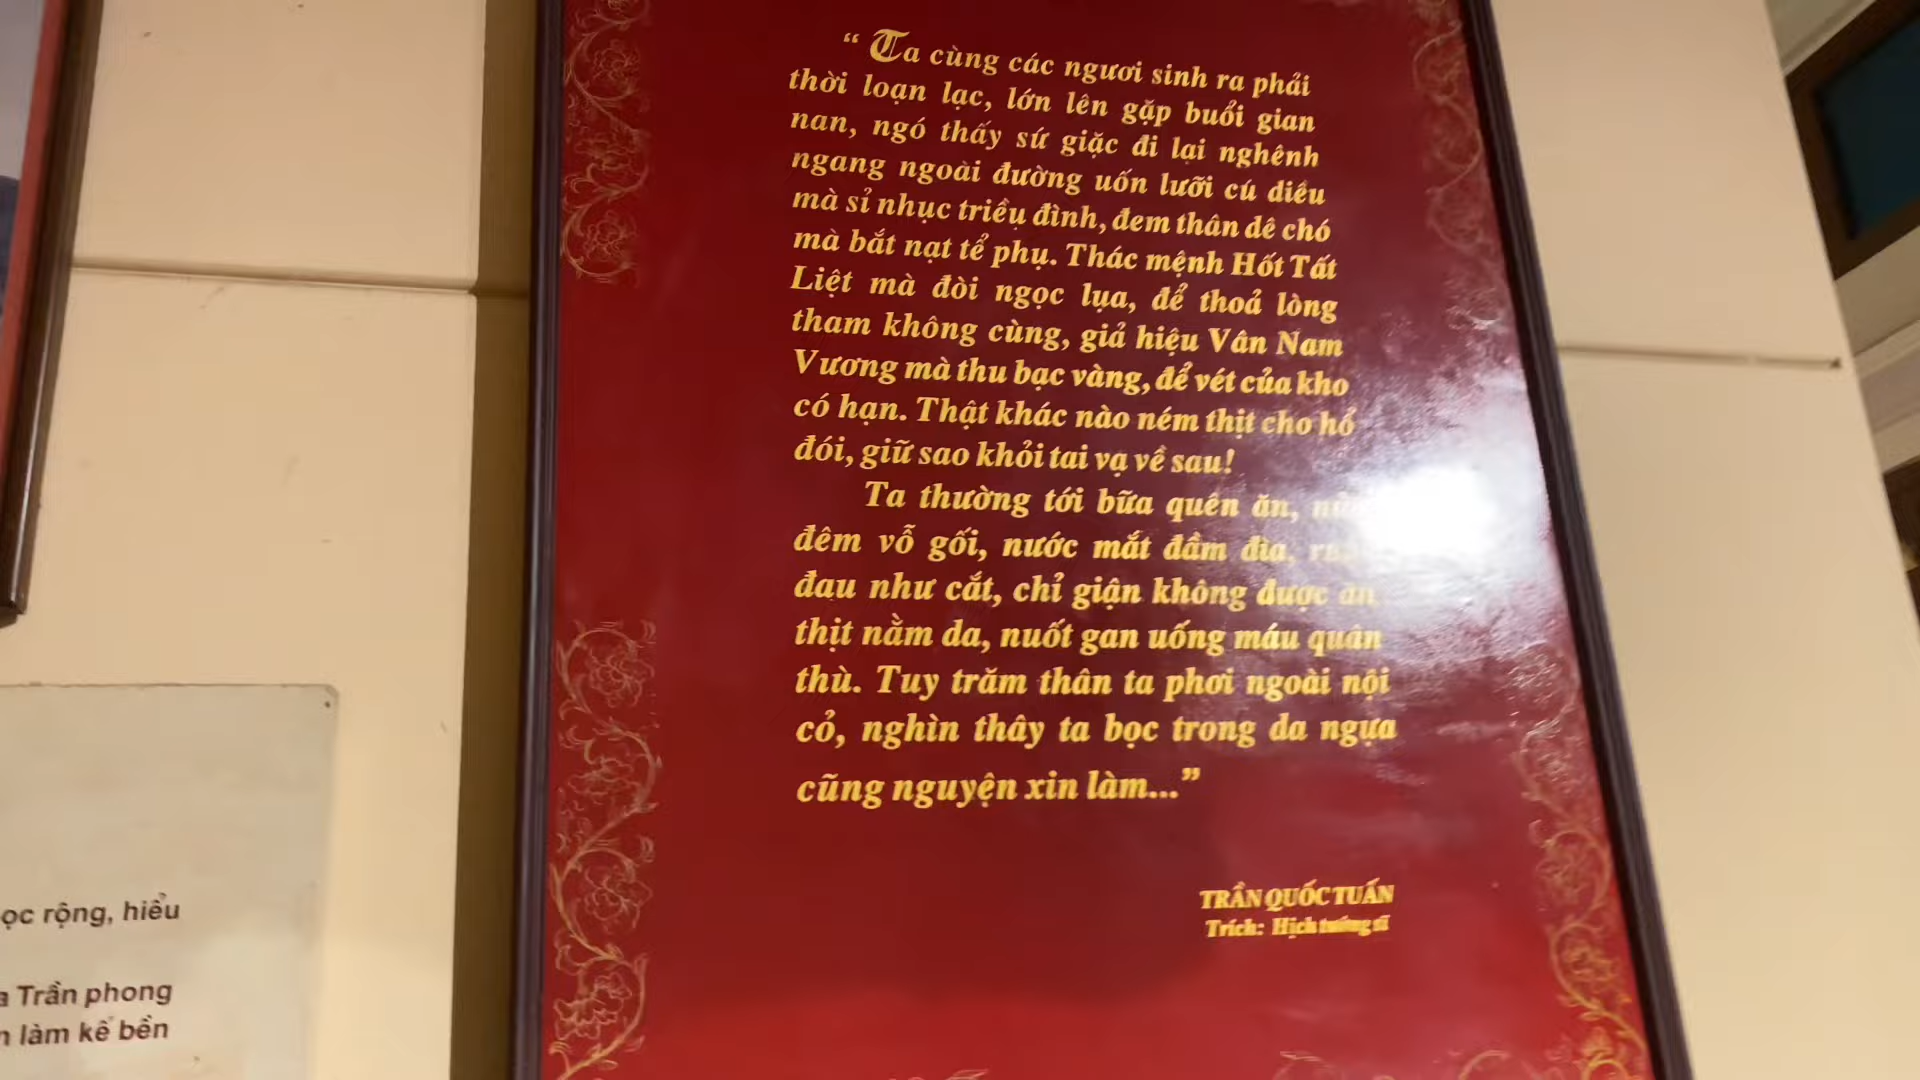 “ Ta cùng các ngươi sinh ra phải
thời loạn lạc, lớn lên gặp buổi gian
nan, ngó thấy sứ giặc đi lại nghênh
ngang ngoài đường uốn lưỡi cú diều
mà sỉ nhục triều đình, đem thân dê chó
mà bắt nạt tể phụ. Thác mệnh Hốt Tất
Liệt mà đòi ngọc lụa, để thoả lòng
tham không cùng, giả hiệu Vân Nam
Vương mà thu bạc vàng, để vét của kho
có hạn. Thật khác nào ném thịt cho hổ
đói, giữ sao khỏi tai vạ về sau!
Ta thường tới bữa quên ăn,
đêm vỗ gối, nước mắt đầm đìa,
đau như cắt, chỉ giận không được ăn
thịt nằm da, nuốt gan uống máu quân
thù. Tuy trăm thân ta phơi ngoài nội
cỏ, nghìn thây ta bọc trong da ngựa
cũng nguyện xin làm...”
TRẦN QUỐC TUẤN
Trích: Hịch tướng sĩ
rộng, hiểu
Trần phong
làm kế bền